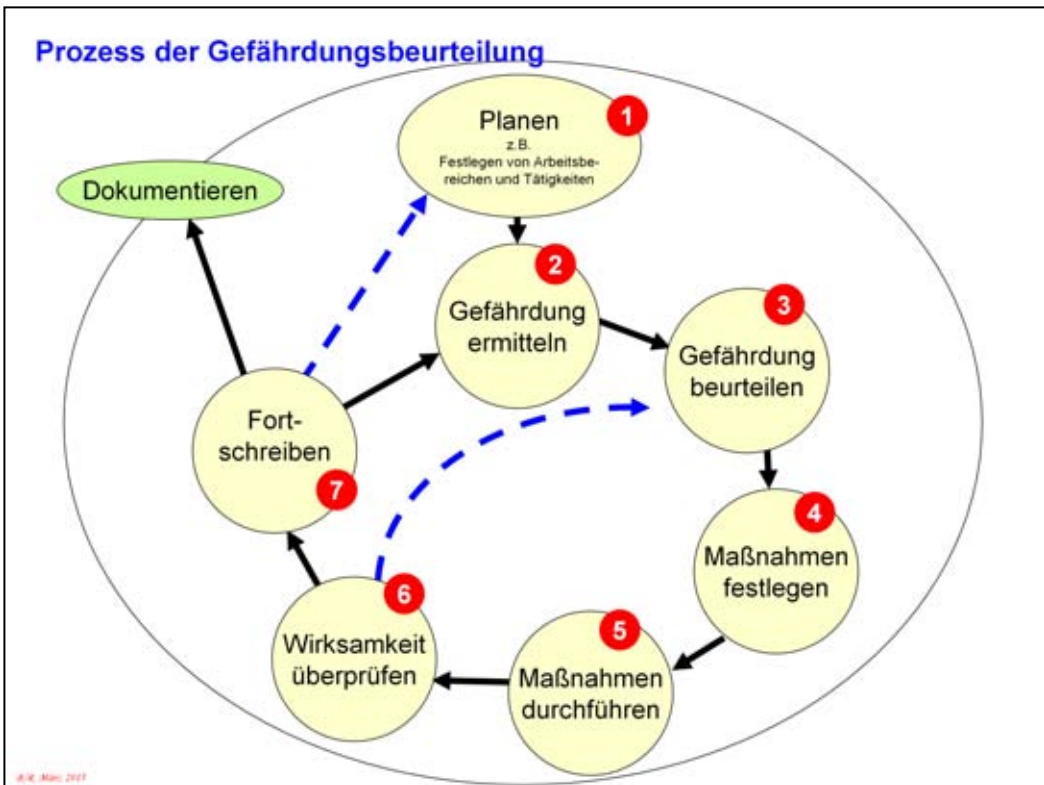 Prozess der Gefährdungsbeurteilung
1
Planen
z.B.
Festlegen von Arbeitsbe-
reichen und Tätigkeiten
Dokumentieren
2
Gefährdung
ermitteln
3
Gefährdung
beurteilen
Fort-
schreiben
7
4
Maßnahmen
festlegen
6
Wirksamkeit
überprüfen
5
Maßnahmen
durchführen
März